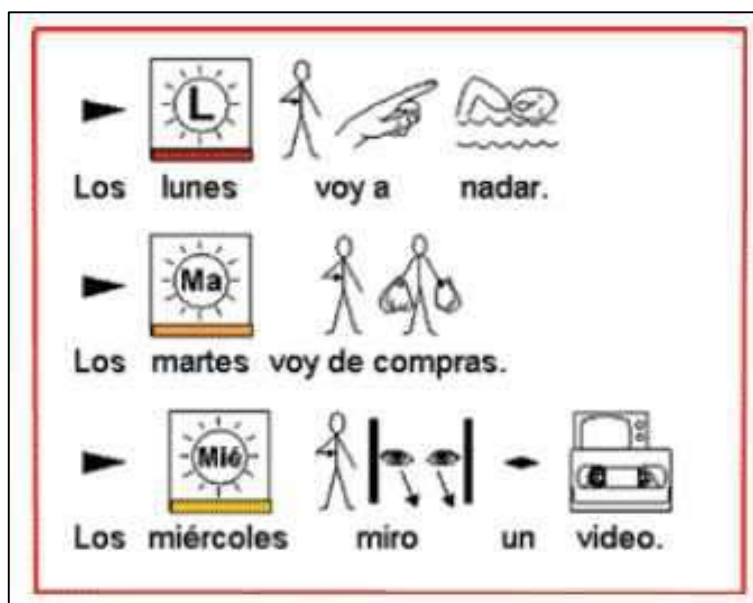 L
Los lunes voy a nadar.
Ma
Los martes voy de compras.
Mié
Los miércoles miro un video.